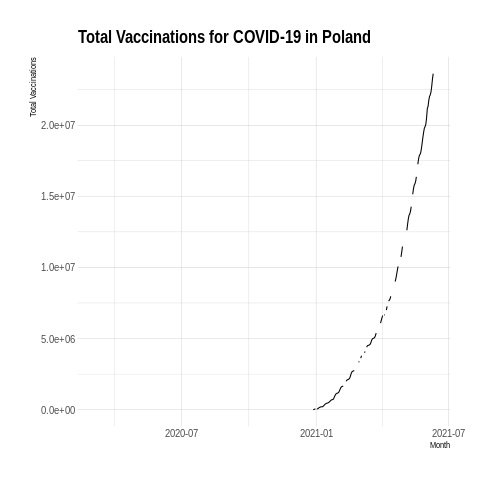 Total Vaccinations for COVID-19 in Poland
Total Vaccinations
2.0e+07
1.5e+07
1.0e+07
5.0e+06
0.0e+00
2020-07 2021-01 2021-07
Month